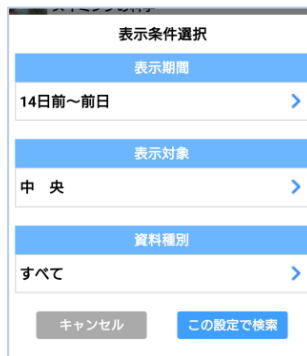 表示条件選択
表示期間
14日前～前日
表示対象
中　央
資料種別
すべて
キャンセル
この設定で検索